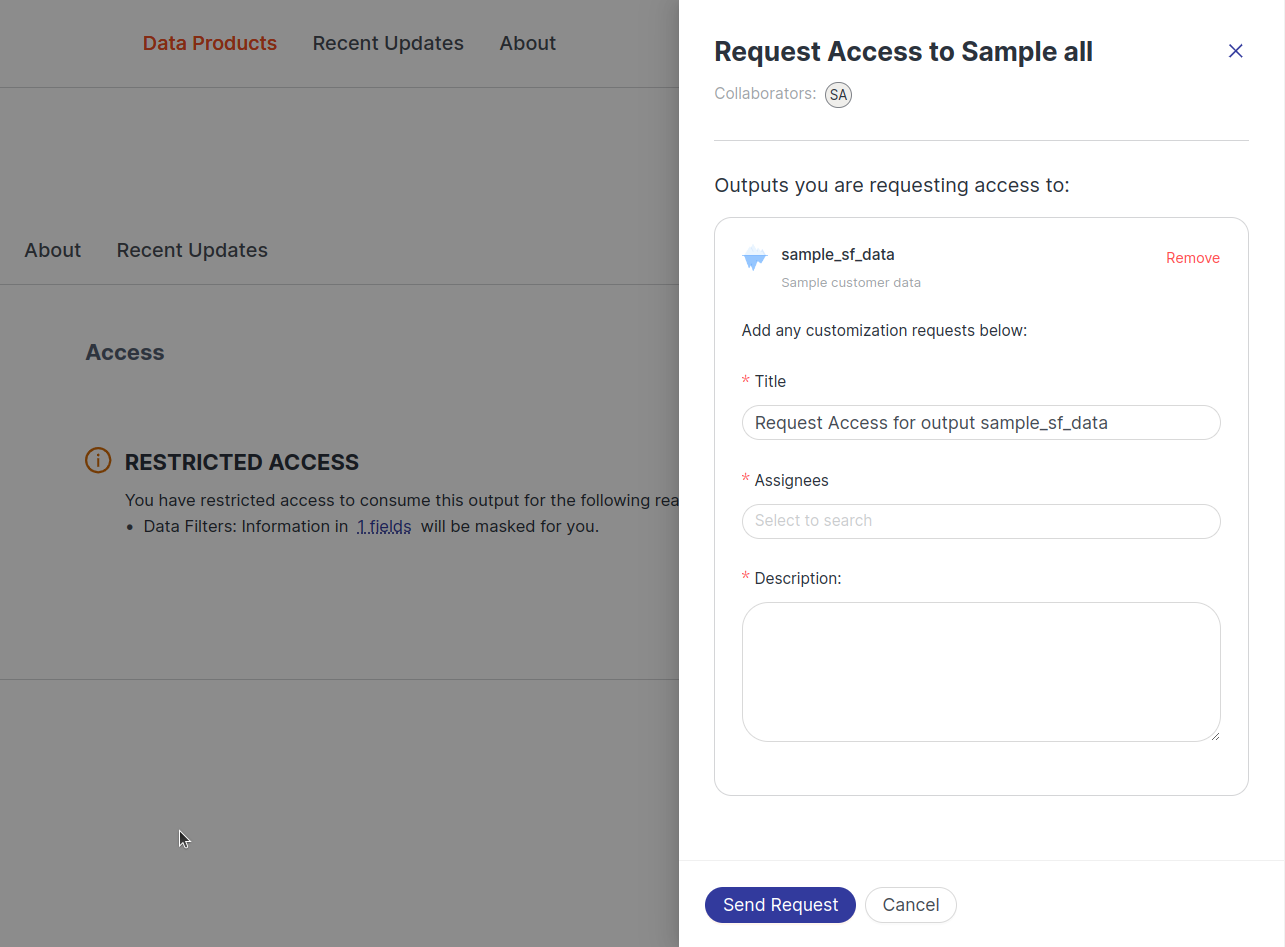 Data Products Recent Updates About
About Recent Updates
Access
RESTRICTED ACCESS
You have restricted access to consume this output for the following rea
• Data Filters: Information in 1 fields will be masked for you.
Request Access to Sample all
Collaborators: SA
Outputs you are requesting access to:
sample_sf_data
Remove
Sample customer data
Add any customization requests below:
* Title
Request Access for output sample_sf_data
* Assignees
Select to search
* Description:
Send Request Cancel